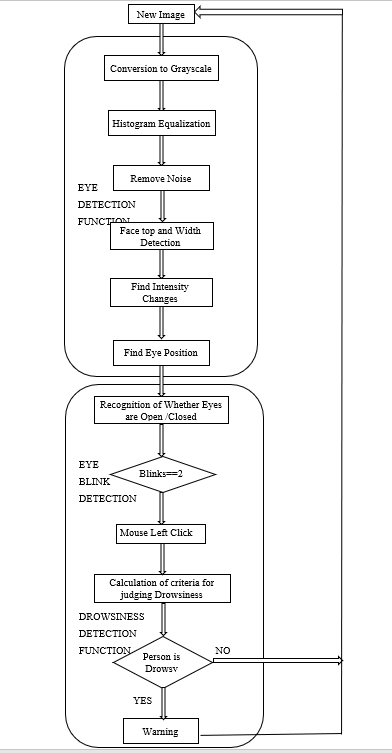 New Image
Conversion to Grayscale
Histogram Equalization
Remove Noise
EYE
DETECTION
FUNCTION
Face top and Width
Detection
Find Intensity
Changes
Find Eye Position
Recognition of Whether Eyes
are Open /Closed
EYE
BLINK
DETECTION
Blinks==2
Mouse Left Click
Calculation of criteria for
judging Drowsiness
DROWSINESS
DETECTION
FUNCTION
Person is
Drowsy
NO
YES
Warning